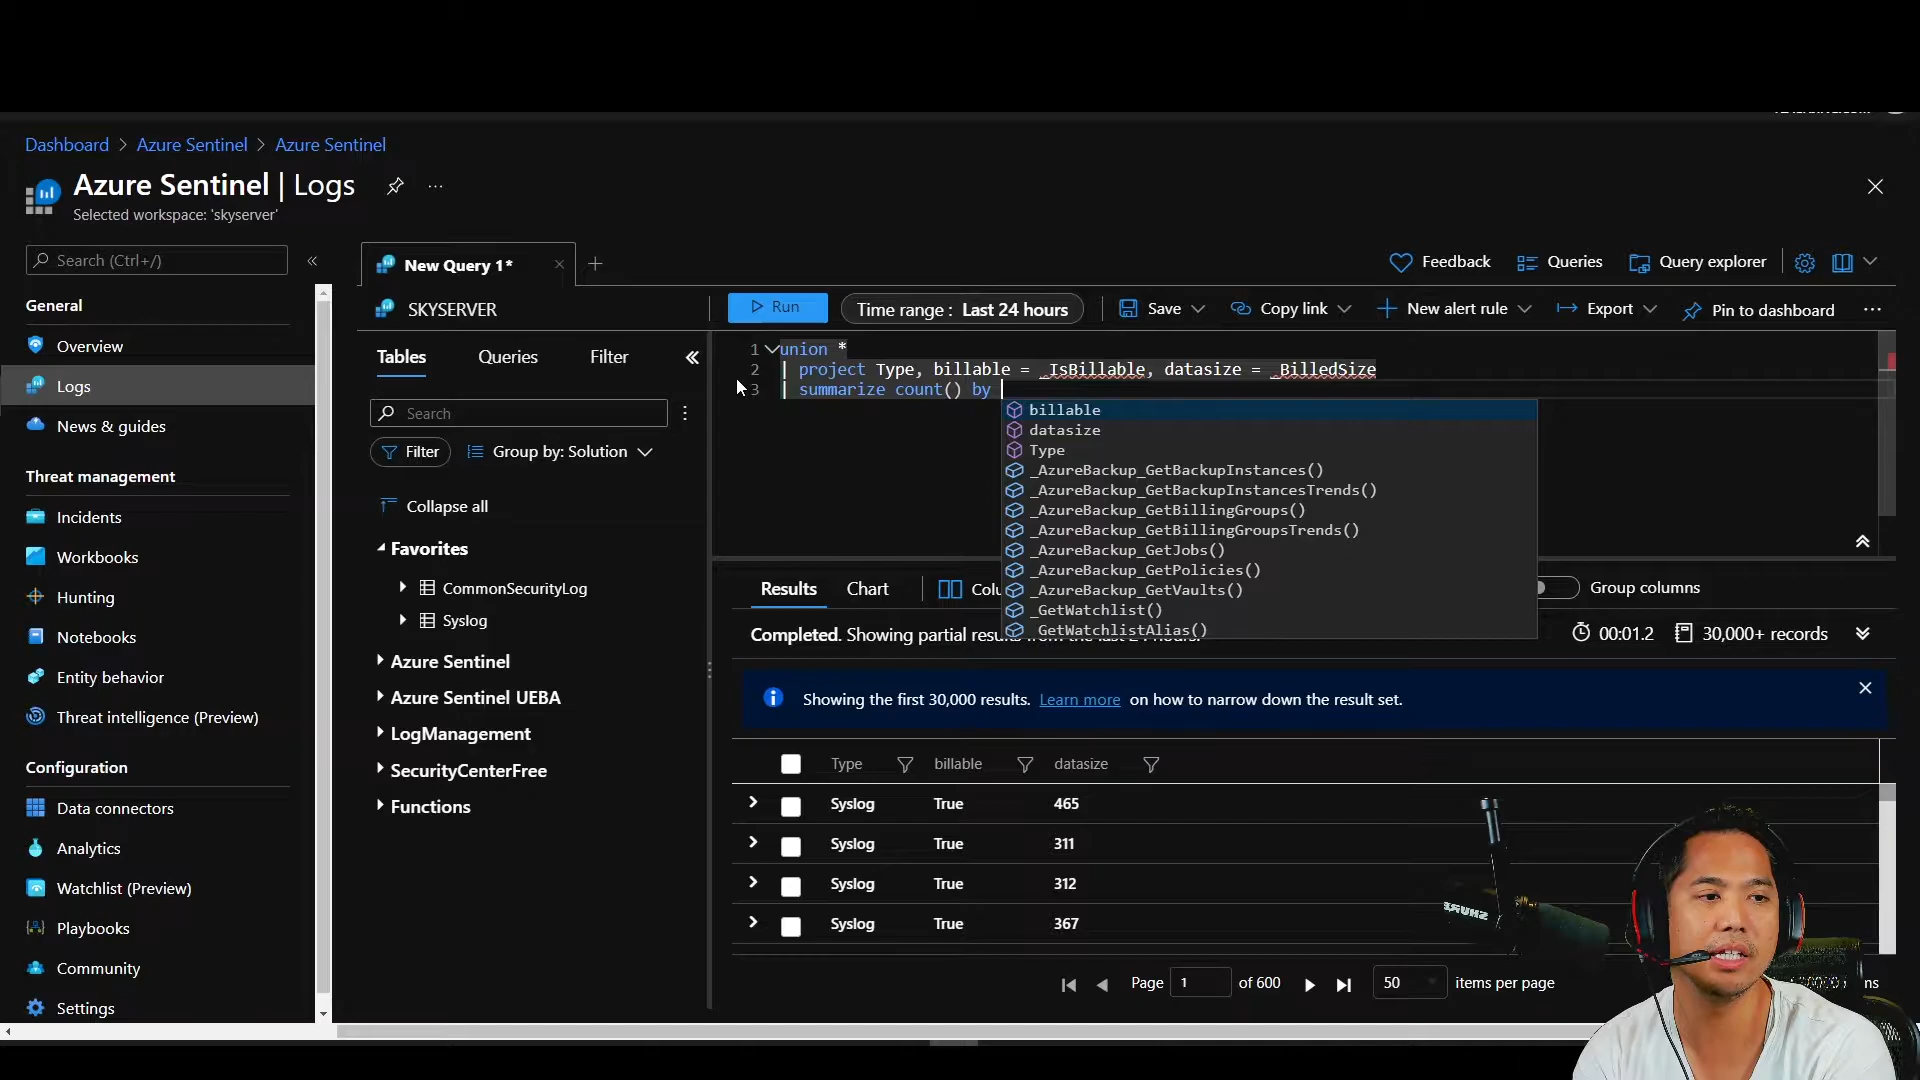 Dashboard > Azure Sentinel > Azure Sentinel
Azure Sentinel | Logs
Selected workspace: 'skyserver'
Search (Ctrl+/)
General
Overview
Logs
News & guides
Threat management
Incidents
Workbooks
Hunting
Notebooks
Entity behavior
Threat intelligence (Preview)
Configuration
Data connectors
Analytics
Watchlist (Preview)
Playbooks
Community
Settings
New Query 1*
Feedback
Queries
Query explorer
SKYSERVER
Run
Time range : Last 24 hours
Save
Copy link
New alert rule
Export
Pin to dashboard
Tables
Queries
Filter
Search
Filter
Group by: Solution
Collapse all
Favorites
CommonSecurityLog
Syslog
Azure Sentinel
Azure Sentinel UEBA
LogManagement
SecurityCenterFree
Functions
1 union *
2 | project Type, billable = _IsBillable, datasize = _BilledSize
3 | summarize count() by
billable
datasize
Type
_AzureBackup_GetBackupInstances()
_AzureBackup_GetBackupInstancesTrends()
_AzureBackup_GetBillingGroups()
_AzureBackup_GetBillingGroupsTrends()
_AzureBackup_GetJobs()
_AzureBackup_GetPolicies()
_AzureBackup_GetVaults()
_GetWatchlist()
_GetWatchlistAlias()
Results
Chart
Group columns
Completed. Showing partial results from the last 24 hours.
00:01.2
30,000+ records
Showing the first 30,000 results. Learn more on how to narrow down the result set.
Type billable datasize
Syslog True 465
Syslog True 311
Syslog True 312
Syslog True 367
Page 1 of 600
50 items per page
SHURE